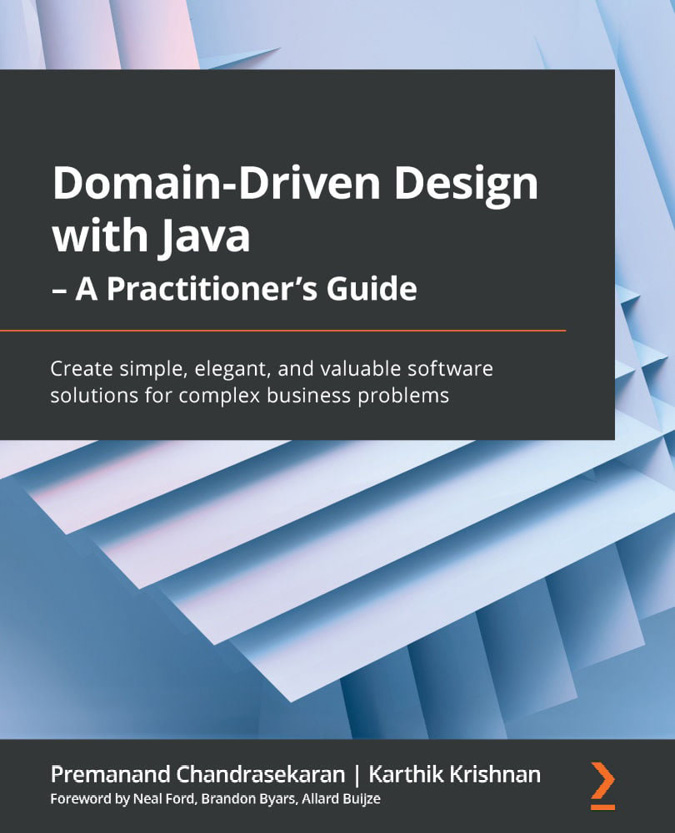 Domain-Driven Design
with Java
– A Practitioner’s Guide
Create simple, elegant, and valuable software
solutions for complex business problems
Premanand Chandrasekaran | Karthik Krishnan
Foreword by Neal Ford, Brandon Byars, Allard Buijze